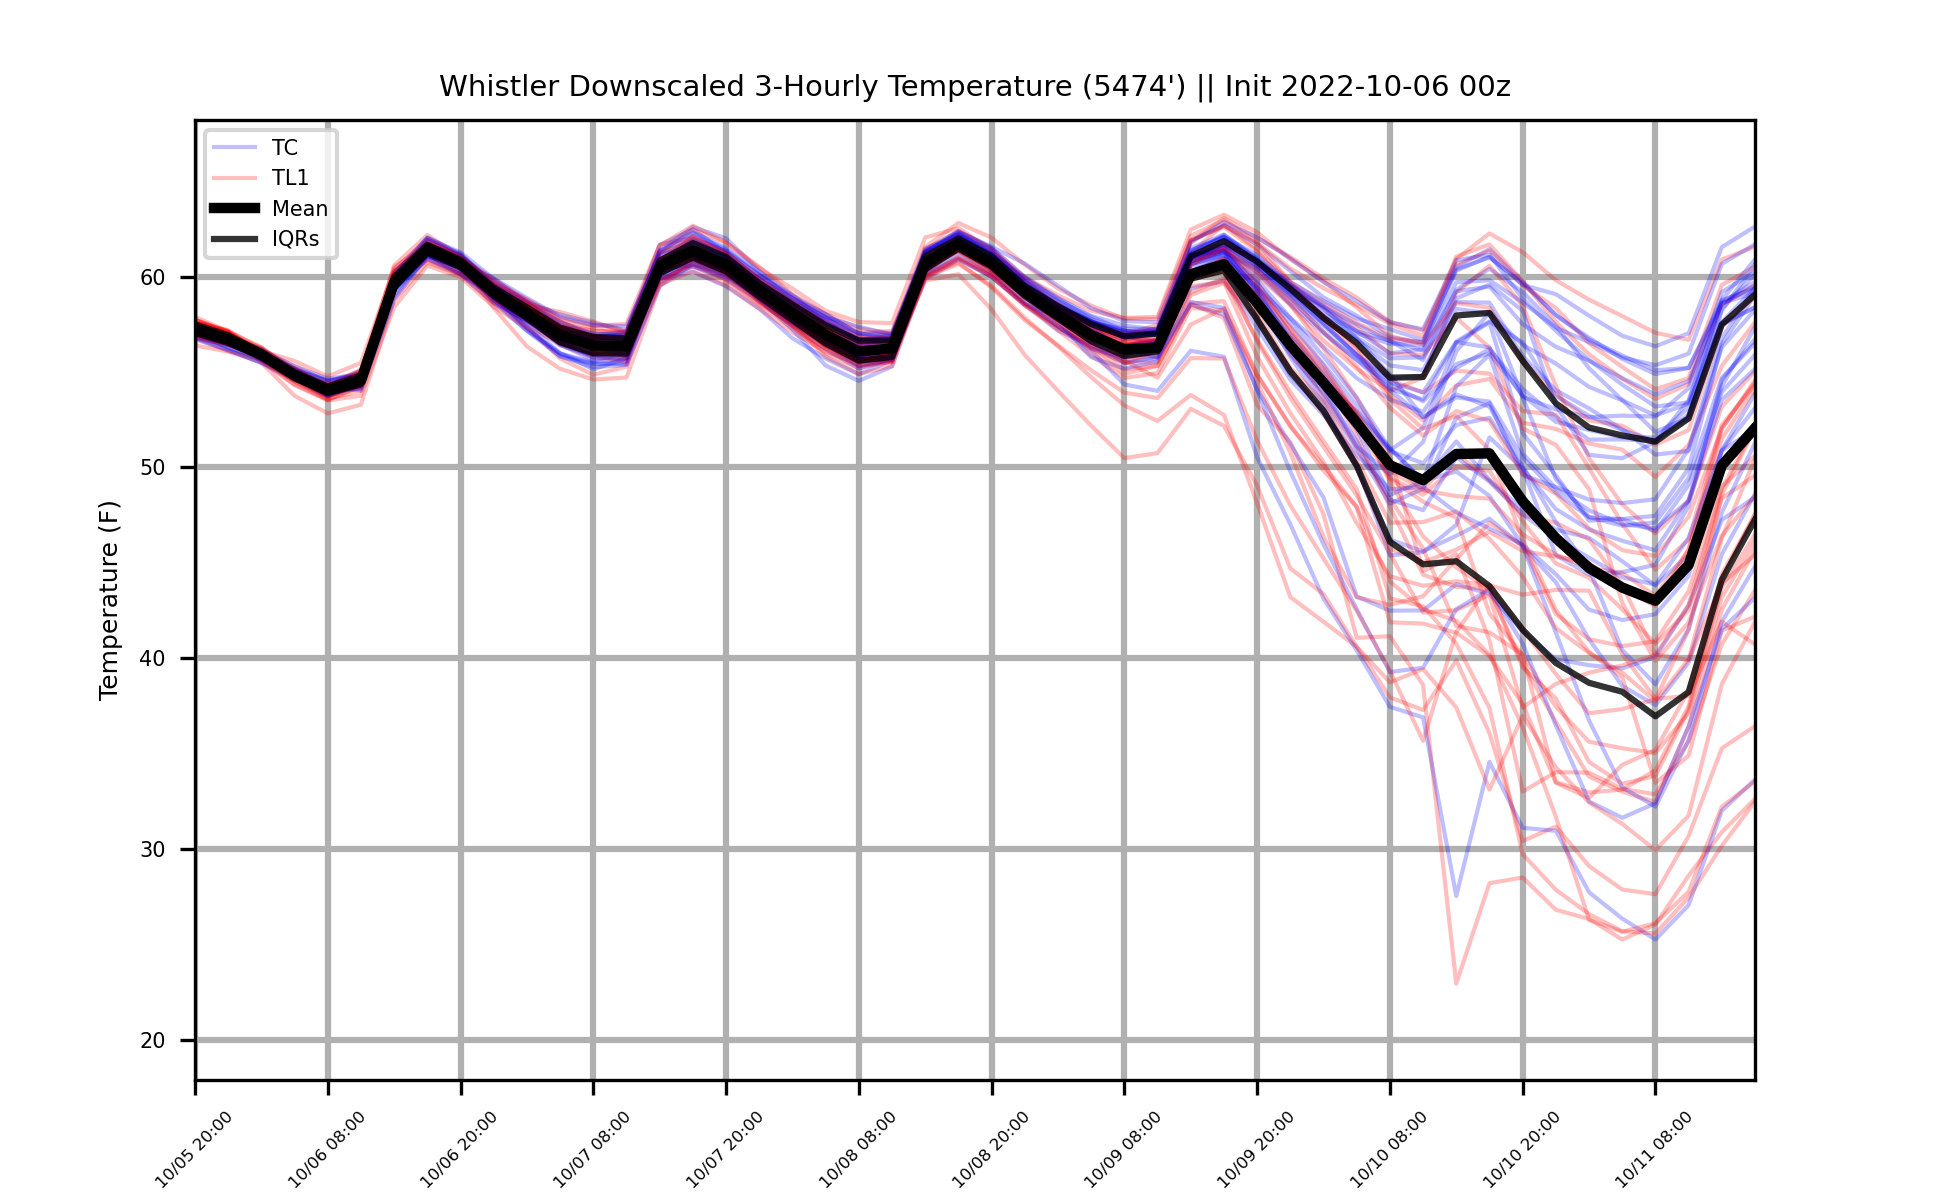 Whistler Downscaled 3-Hourly Temperature (5474') || Init 2022-10-06 00z
TC
TL1
Mean
IQRs
Temperature (F)
60
50
40
30
20
10/05 20:00
10/06 08:00
10/06 20:00
10/07 08:00
10/07 20:00
10/08 08:00
10/08 20:00
10/09 08:00
10/09 20:00
10/10 08:00
10/10 20:00
10/11 08:00